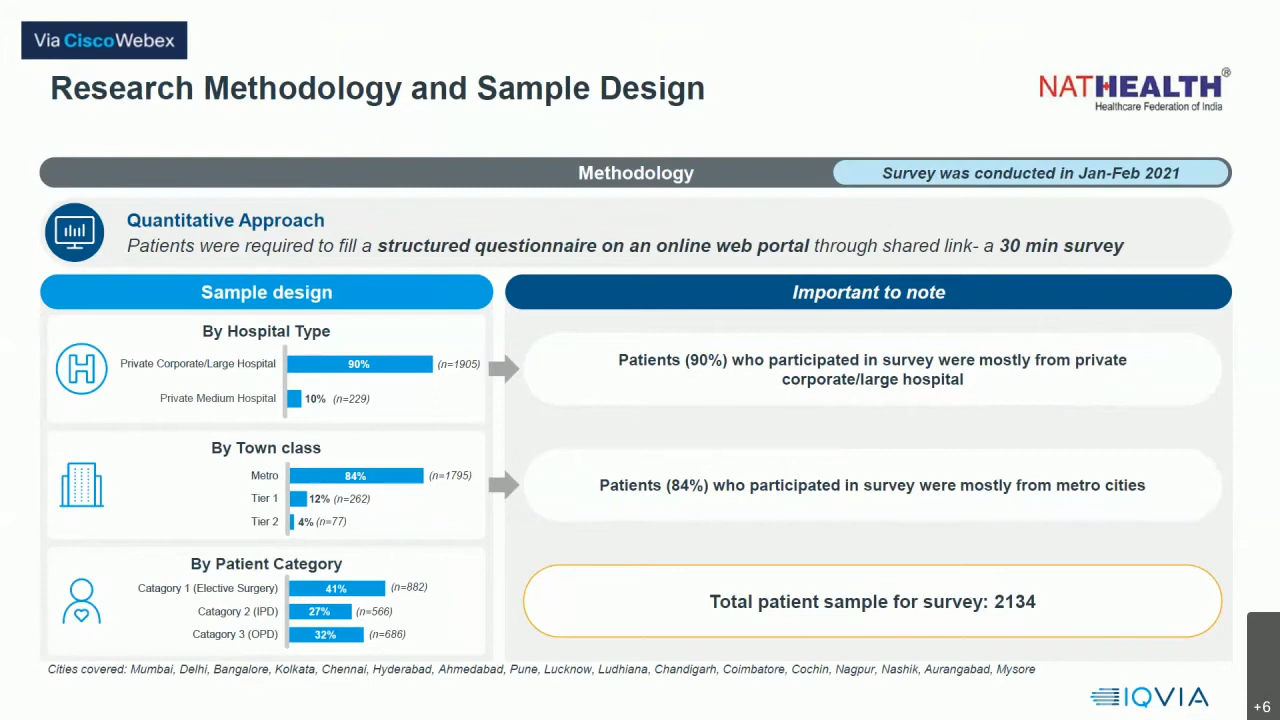 Via CiscoWebex
Research Methodology and Sample Design
NATHEALTH®
Healthcare Federation of India
Methodology
Survey was conducted in Jan-Feb 2021
Quantitative Approach
Patients were required to fill a structured questionnaire on an online web portal through shared link- a 30 min survey
Sample design
Important to note
By Hospital Type
Private Corporate/Large Hospital 90% (n=1905)
Private Medium Hospital 10% (n=229)
Patients (90%) who participated in survey were mostly from private
corporate/large hospital
By Town class
Metro 84% (n=1795)
Tier 1 12% (n=262)
Tier 2 4% (n=77)
Patients (84%) who participated in survey were mostly from metro cities
By Patient Category
Catagory 1 (Elective Surgery) 41% (n=882)
Catagory 2 (IPD) 27% (n=566)
Catagory 3 (OPD) 32% (n=686)
Total patient sample for survey: 2134
Cities covered: Mumbai, Delhi, Bangalore, Kolkata, Chennai, Hyderabad, Ahmedabad, Pune, Lucknow, Ludhiana, Chandigarh, Coimbatore, Cochin, Nagpur, Nashik, Aurangabad, Mysore
IQVIA
+6